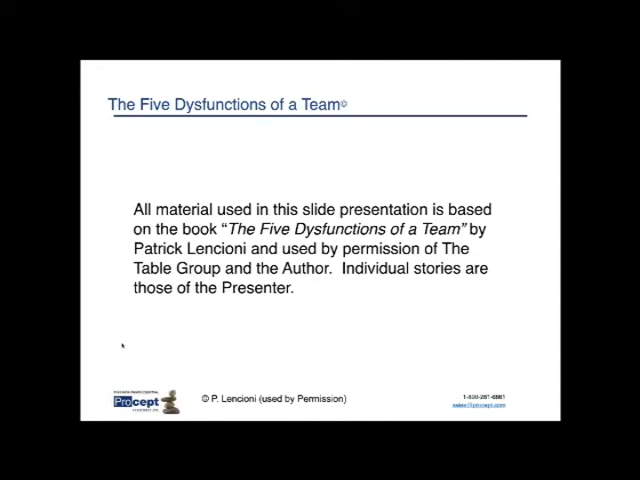 The Five Dysfunctions of a Team©
All material used in this slide presentation is based
on the book “The Five Dysfunctions of a Team” by
Patrick Lencioni and used by permission of The
Table Group and the Author.  Individual stories are
those of the Presenter.
Procept
© P. Lencioni (used by Permission)
1-800-261-6861
sales@procept.com